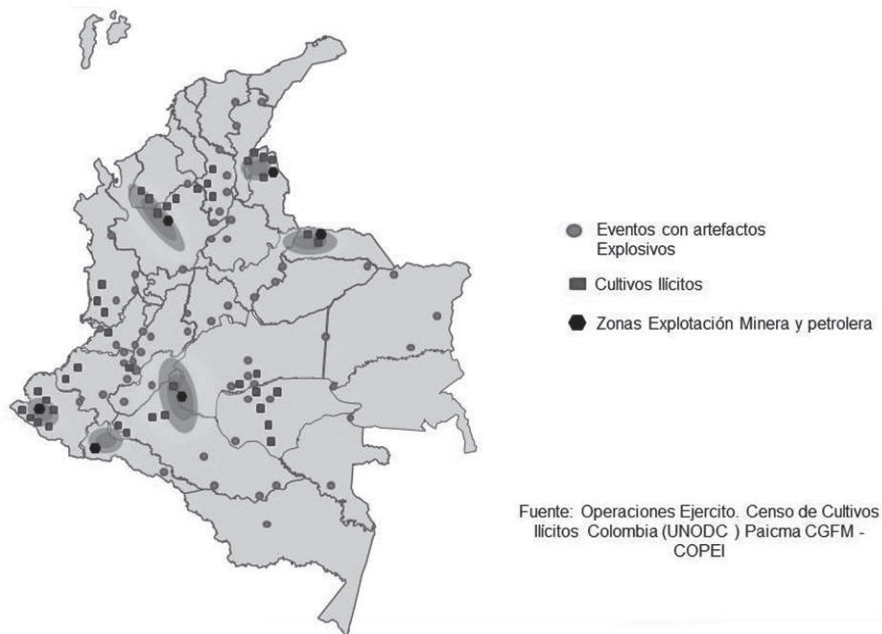 Eventos con artefactos
Explosivos
Cultivos Ilícitos
Zonas Explotación Minera y petrolera
Fuente: Operaciones Ejercito. Censo de Cultivos
Ilícitos Colombia (UNODC ) Paicma CGFM -
COPEI